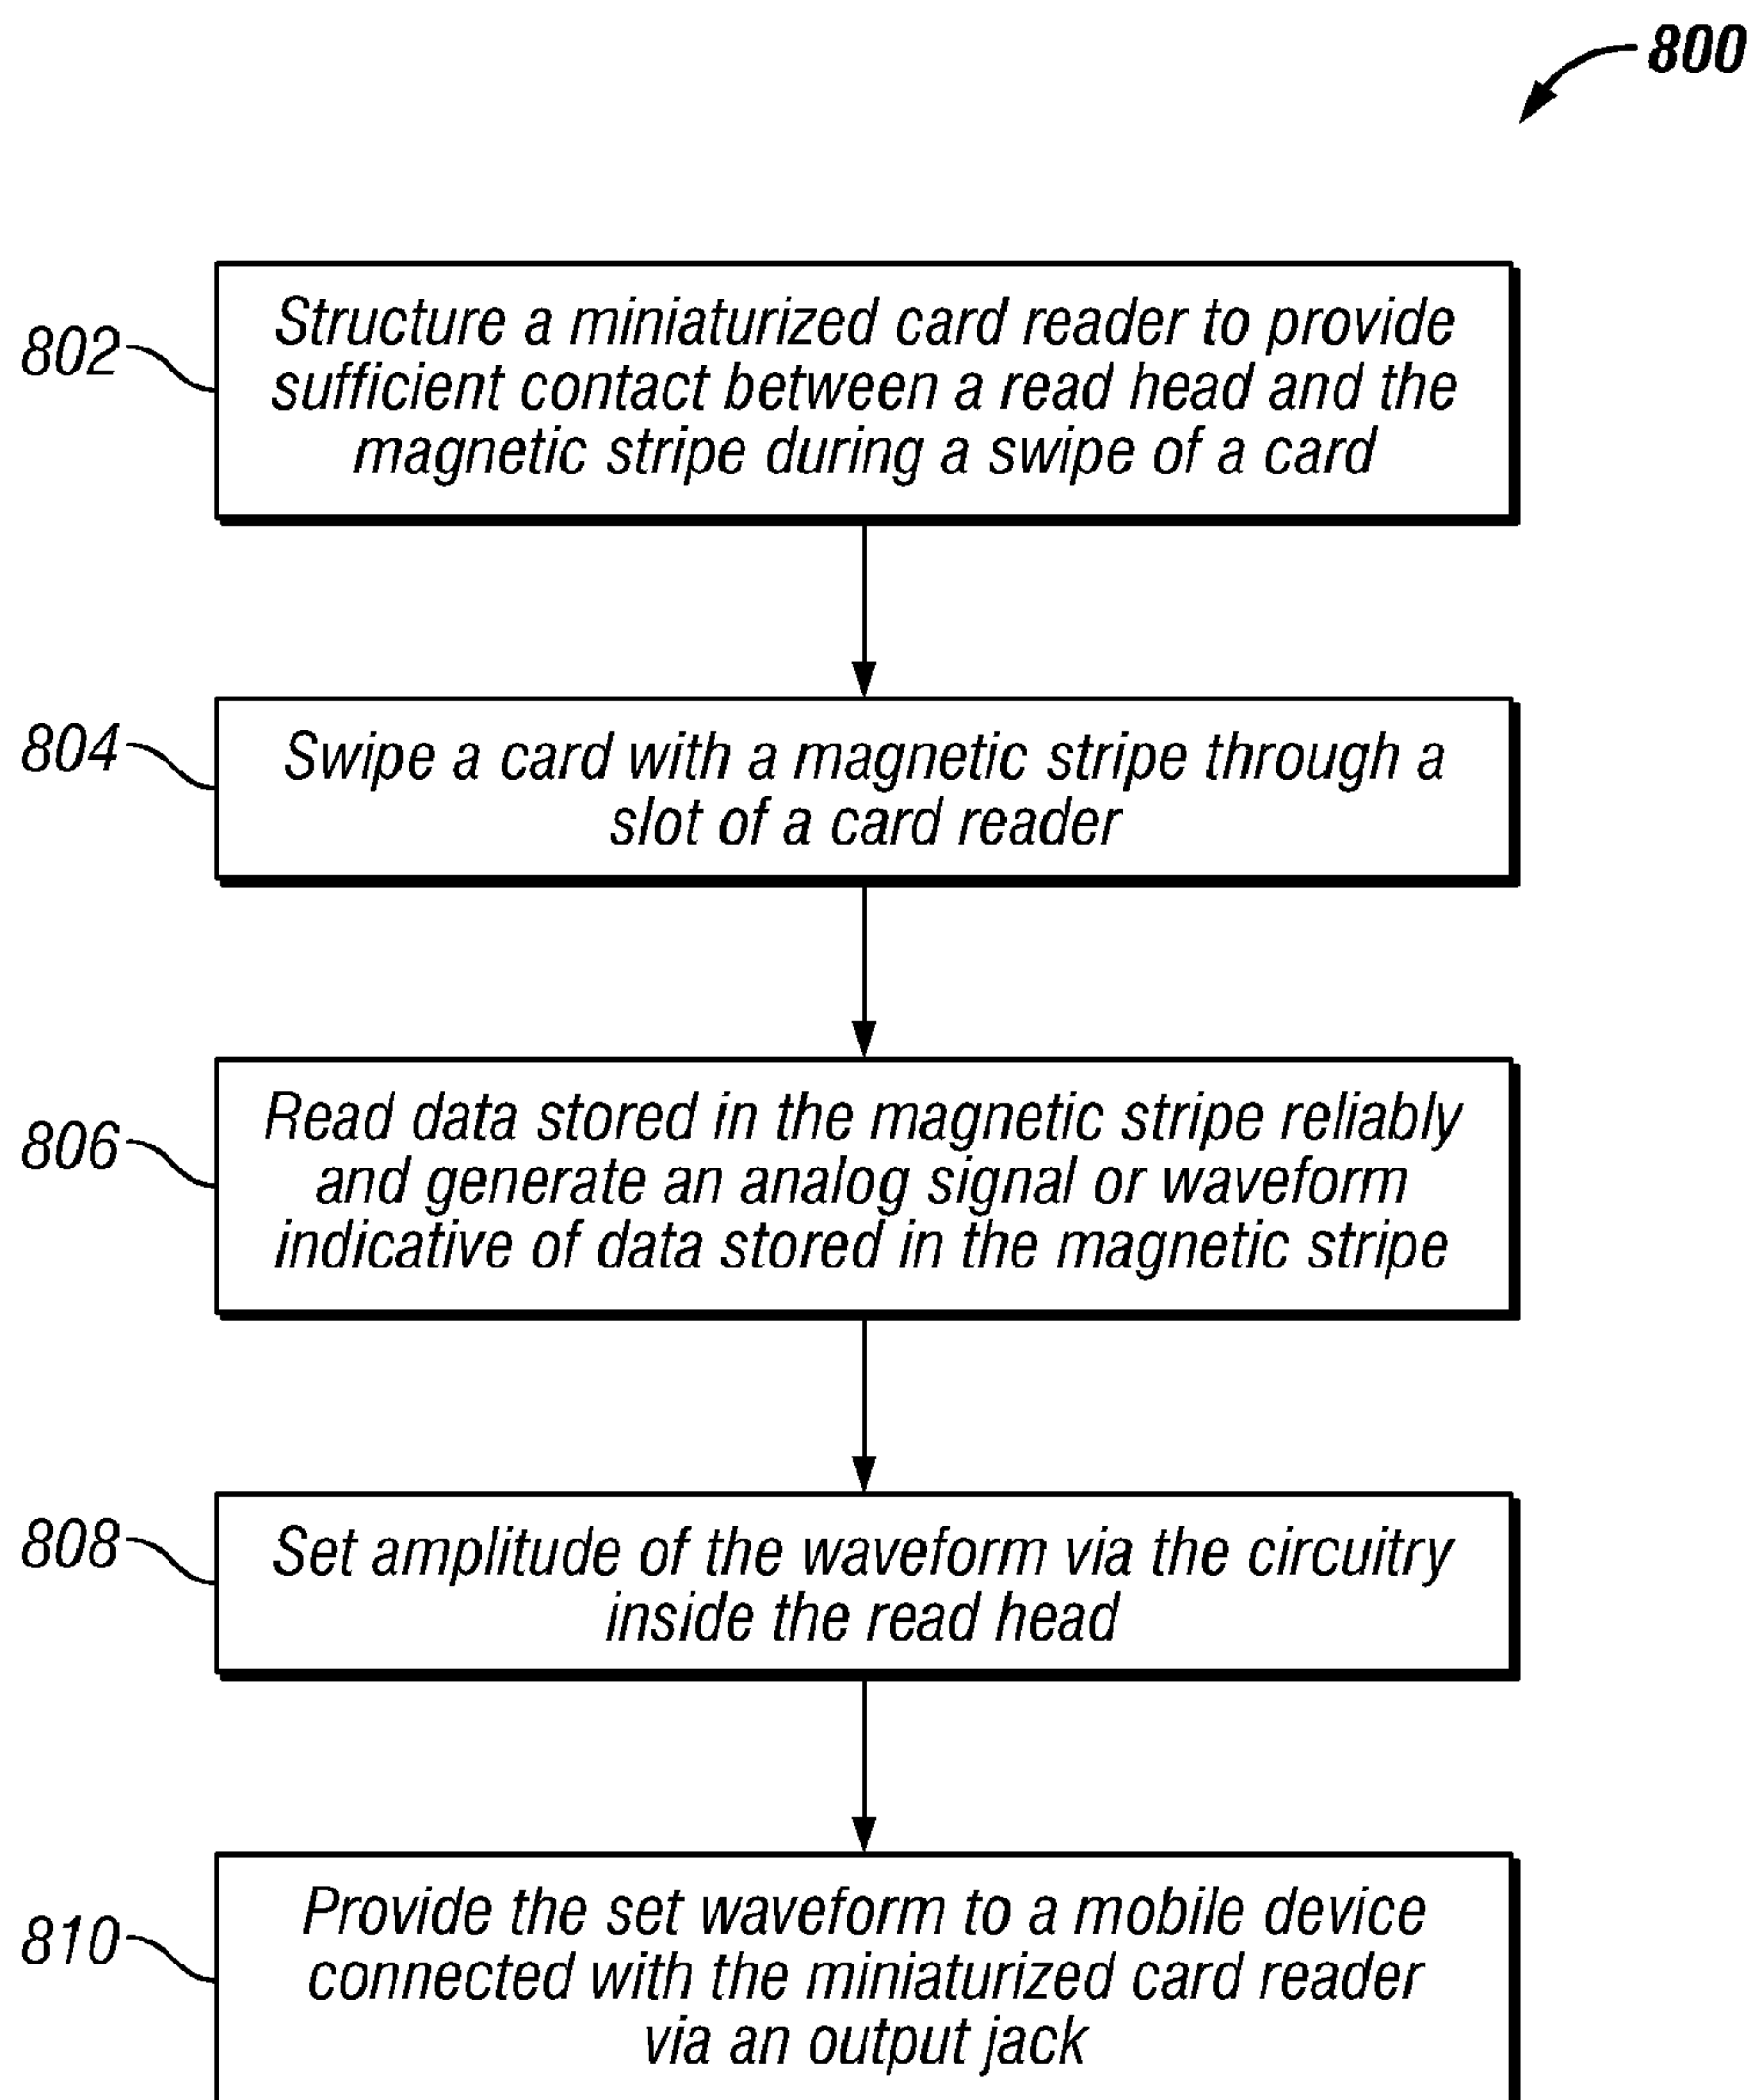 800
802
Structure a miniaturized card reader to provide
sufficient contact between a read head and the
magnetic stripe during a swipe of a card
804
Swipe a card with a magnetic stripe through a
slot of a card reader
806
Read data stored in the magnetic stripe reliably
and generate an analog signal or waveform
indicative of data stored in the magnetic stripe
808
Set amplitude of the waveform via the circuitry
inside the read head
810
Provide the set waveform to a mobile device
connected with the miniaturized card reader
via an output jack